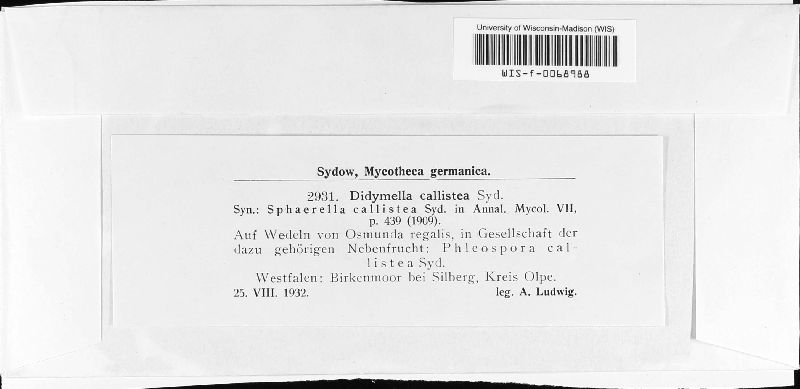 University of Wisconsin-Madison (WIS)
WIS-f-0068988
Sydow, Mycotheca germanica.
2931. Didymella callistea Syd.
Syn.: Sphaerella callistea Syd. in Annal. Mycol. VII,
p. 439 (1909).
Auf Wedeln von Osmunda regalis, in Gesellschaft der
dazu gehörigen Nebenfrucht: Phleospora cal-
listea Syd.
Westfalen: Birkenmoor bei Silberg, Kreis Olpe.
25. VIII. 1932. leg. A. Ludwig.